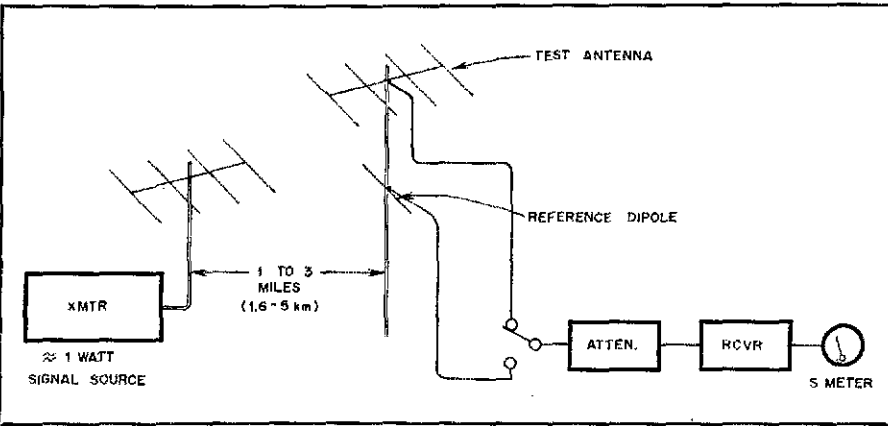 TEST ANTENNA
REFERENCE DIPOLE
1 TO 3
MILES
(1.6-5 km)
XMTR
≈ 1 WATT
SIGNAL SOURCE
ATTEN.
RCVR
S METER